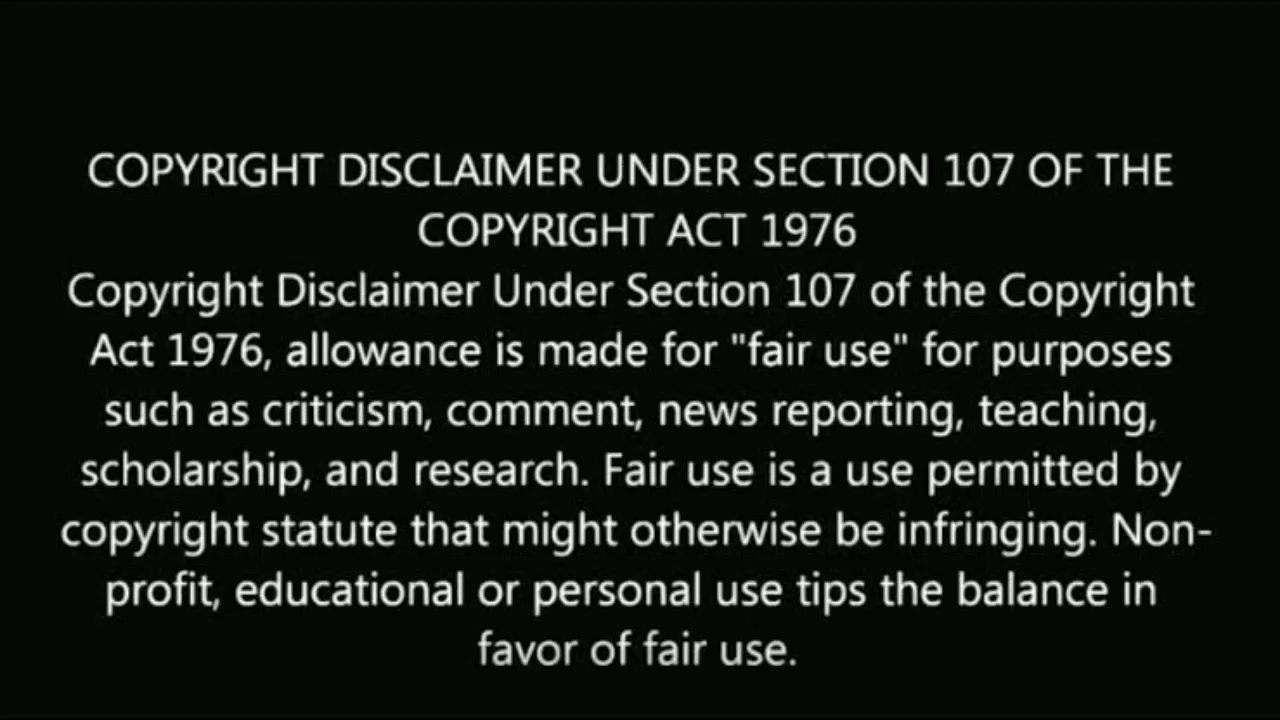 COPYRIGHT DISCLAIMER UNDER SECTION 107 OF THE
COPYRIGHT ACT 1976
Copyright Disclaimer Under Section 107 of the Copyright
Act 1976, allowance is made for "fair use" for purposes
such as criticism, comment, news reporting, teaching,
scholarship, and research. Fair use is a use permitted by
copyright statute that might otherwise be infringing. Non-
profit, educational or personal use tips the balance in
favor of fair use.